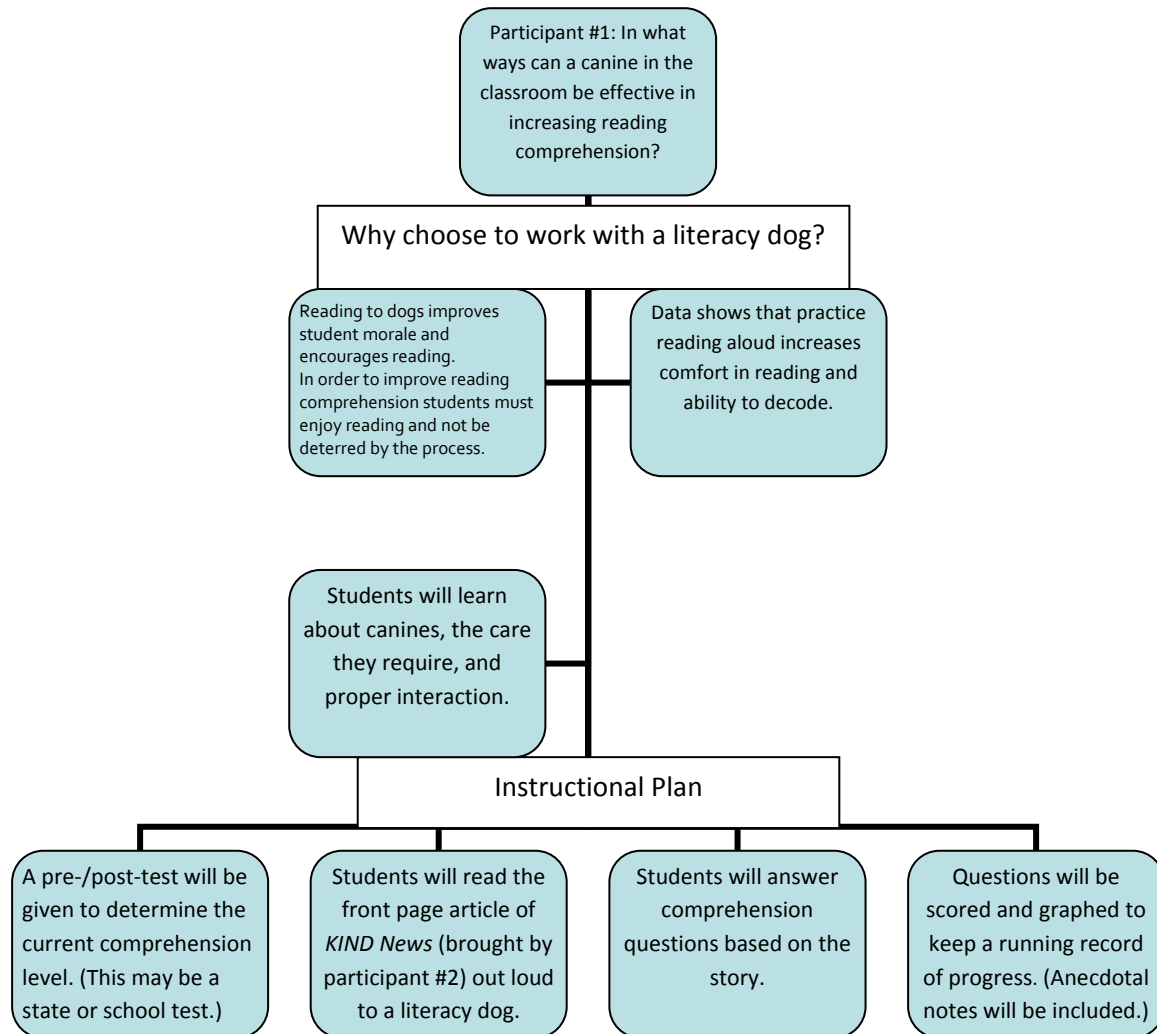 Participant #1: In what
ways can a canine in the
classroom be effective in
increasing reading
comprehension?
Why choose to work with a literacy dog?
Reading to dogs improves
student morale and
encourages reading.
In order to improve reading
comprehension students must
enjoy reading and not be
deterred by the process.
Data shows that practice
reading aloud increases
comfort in reading and
ability to decode.
Students will learn
about canines, the care
they require, and
proper interaction.
Instructional Plan
A pre-/post-test will be
given to determine the
current comprehension
level. (This may be a
state or school test.)
Students will read the
front page article of
KIND News (brought by
participant #2) out loud
to a literacy dog.
Students will answer
comprehension
questions based on the
story.
Questions will be
scored and graphed to
keep a running record
of progress. (Anecdotal
notes will be included.)